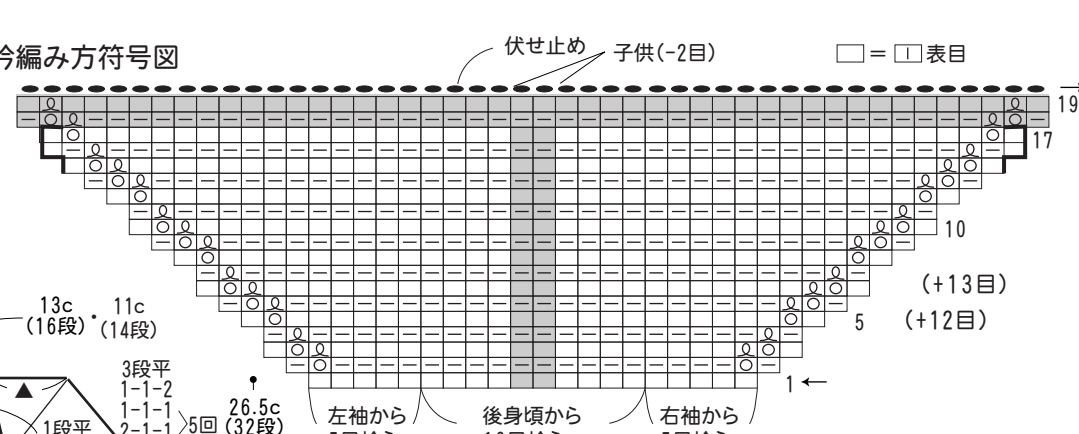 衿編み方符号図
伏せ止め
子供(-2目)
□=□表目
19
17
10
5
1←
(+13目)
(+12目)
13c
(16段)
・
11c
(14段)
3段平
1-1-2
1-1-1
2-1-1
5回
1段平
26.5c
(32段)
左袖から
後身頃から
右袖から